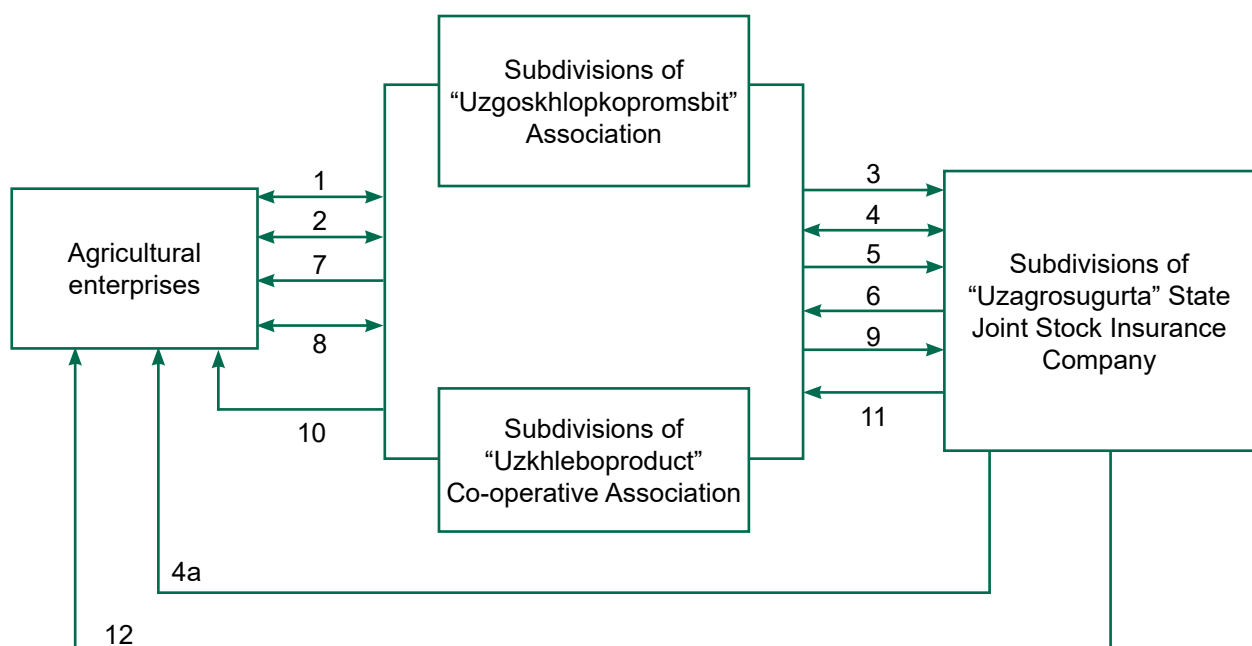 Subdivisions of
“Uzgoskhlopkopromsbit”
Association
1
2
7
8
10
Agricultural
enterprises
3
4
5
6
9
11
Subdivisions of
“Uzagrosugurta” State
Joint Stock Insurance
Company
Subdivisions of
“Uzkhleboproduct”
Co-operative Association
4a
12